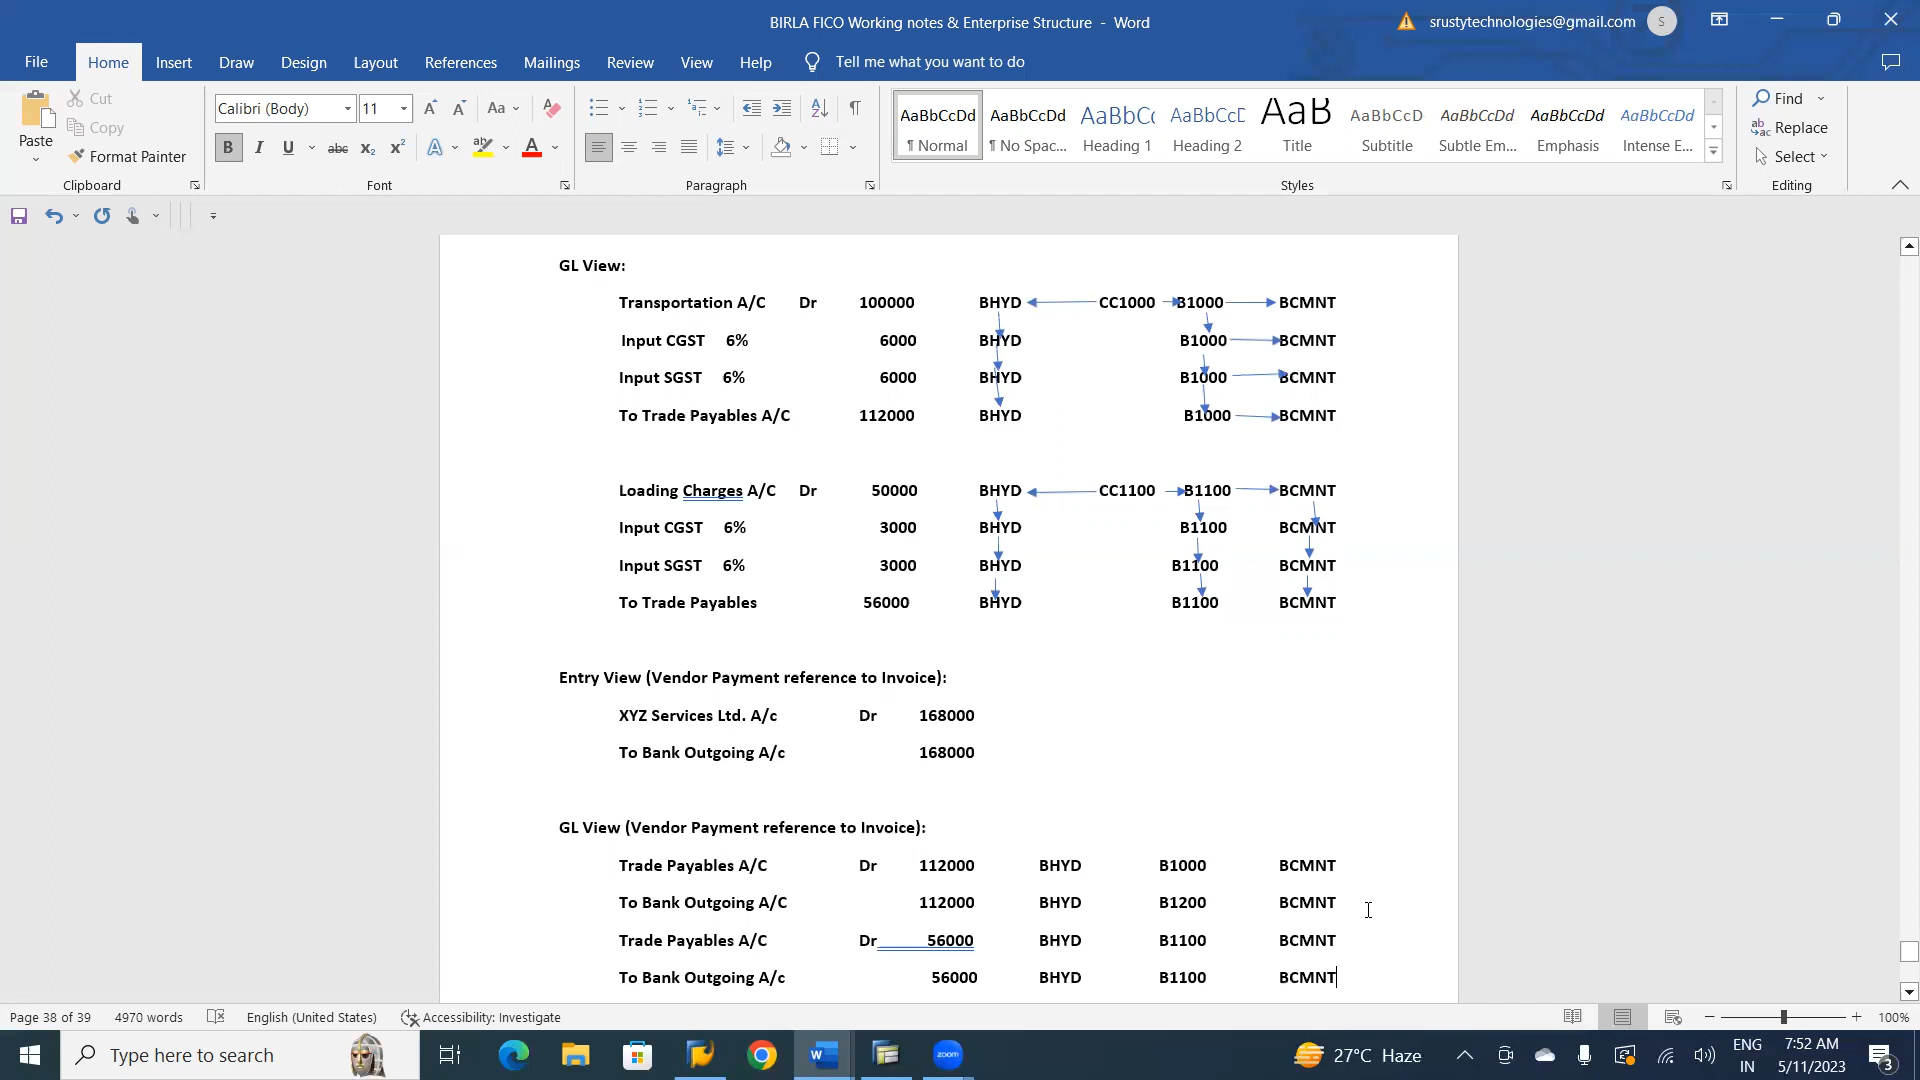 BIRLA FICO Working notes & Enterprise Structure - Word
srustytechnologies@gmail.com S
File Home Insert Draw Design Layout References Mailings Review View Help Tell me what you want to do
Paste
Cut
Copy
Format Painter
Clipboard
Calibri (Body) 11
Font
Paragraph
AaBbCcDd ¶ Normal
AaBbCcDd ¶ No Spac...
AaBbCc Heading 1
AaBbCcD Heading 2
AaB Title
AaBbCcD Subtitle
AaBbCcDd Subtle Em...
AaBbCcDd Emphasis
AaBbCcDd Intense E...
Styles
Find
Replace
Select
Editing
GL View:
Transportation A/C Dr 100000 BHYD CC1000 B1000 BCMNT
Input CGST 6% 6000 BHYD B1000 BCMNT
Input SGST 6% 6000 BHYD B1000 BCMNT
To Trade Payables A/C 112000 BHYD B1000 BCMNT
Loading Charges A/C Dr 50000 BHYD CC1100 B1100 BCMNT
Input CGST 6% 3000 BHYD B1100 BCMNT
Input SGST 6% 3000 BHYD B1100 BCMNT
To Trade Payables 56000 BHYD B1100 BCMNT
Entry View (Vendor Payment reference to Invoice):
XYZ Services Ltd. A/c Dr 168000
To Bank Outgoing A/c 168000
GL View (Vendor Payment reference to Invoice):
Trade Payables A/C Dr 112000 BHYD B1000 BCMNT
To Bank Outgoing A/C 112000 BHYD B1200 BCMNT
Trade Payables A/C Dr 56000 BHYD B1100 BCMNT
To Bank Outgoing A/c 56000 BHYD B1100 BCMNT
Page 38 of 39 4970 words English (United States) Accessibility: Investigate 100%
Type here to search
zoom
27°C Haze
ENG
IN
7:52 AM
5/11/2023
3